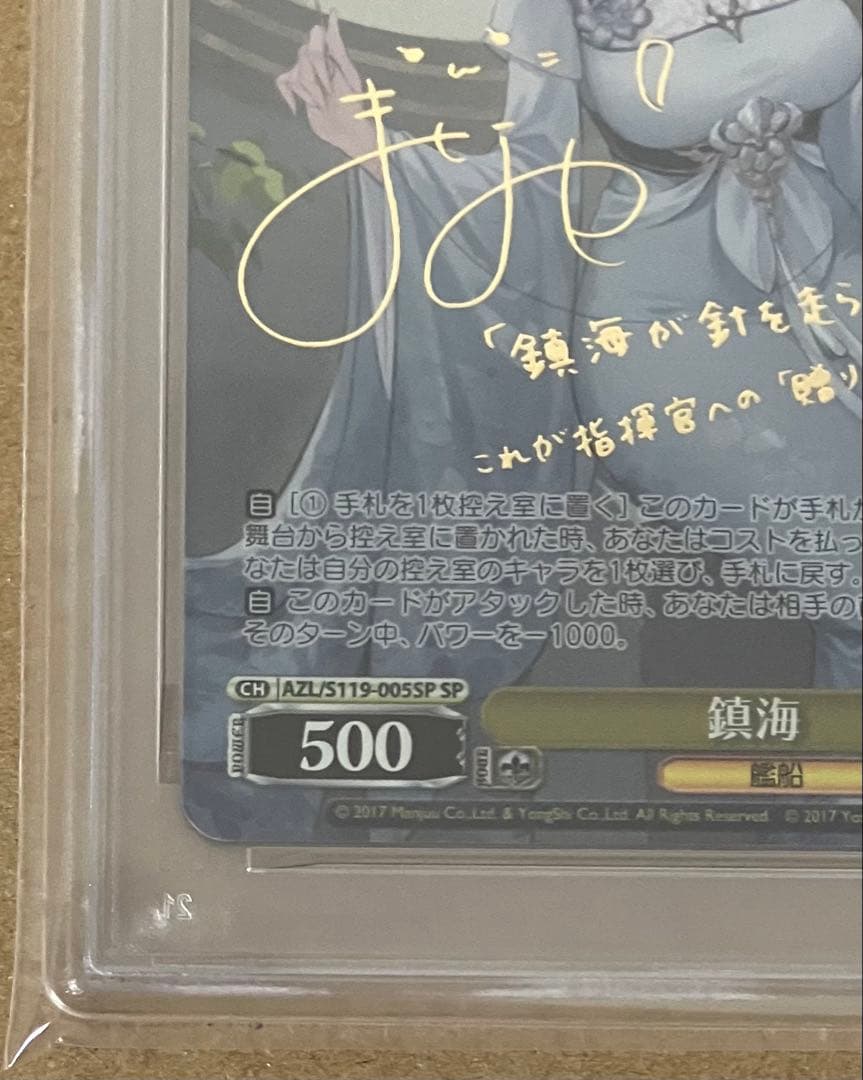 「鎮海が針を走ら
これが指揮官への「贈り
自 [① 手札を1枚控え室に置く] このカードが手札か
舞台から控え室に置かれた時、あなたはコストを払っ
なたは自分の控え室のキャラを1枚選び、手札に戻す。
自 このカードがアタックした時、あなたは相手の
そのターン中、パワーを－1000。
CH AZL/S119-005SP SP
鎮海
POWER 500
SOUL
艦船
© 2017 Manjuu Co.,Ltd. & YongShi Co.,Ltd. All Rights Reserved. © 2017 Yo
21